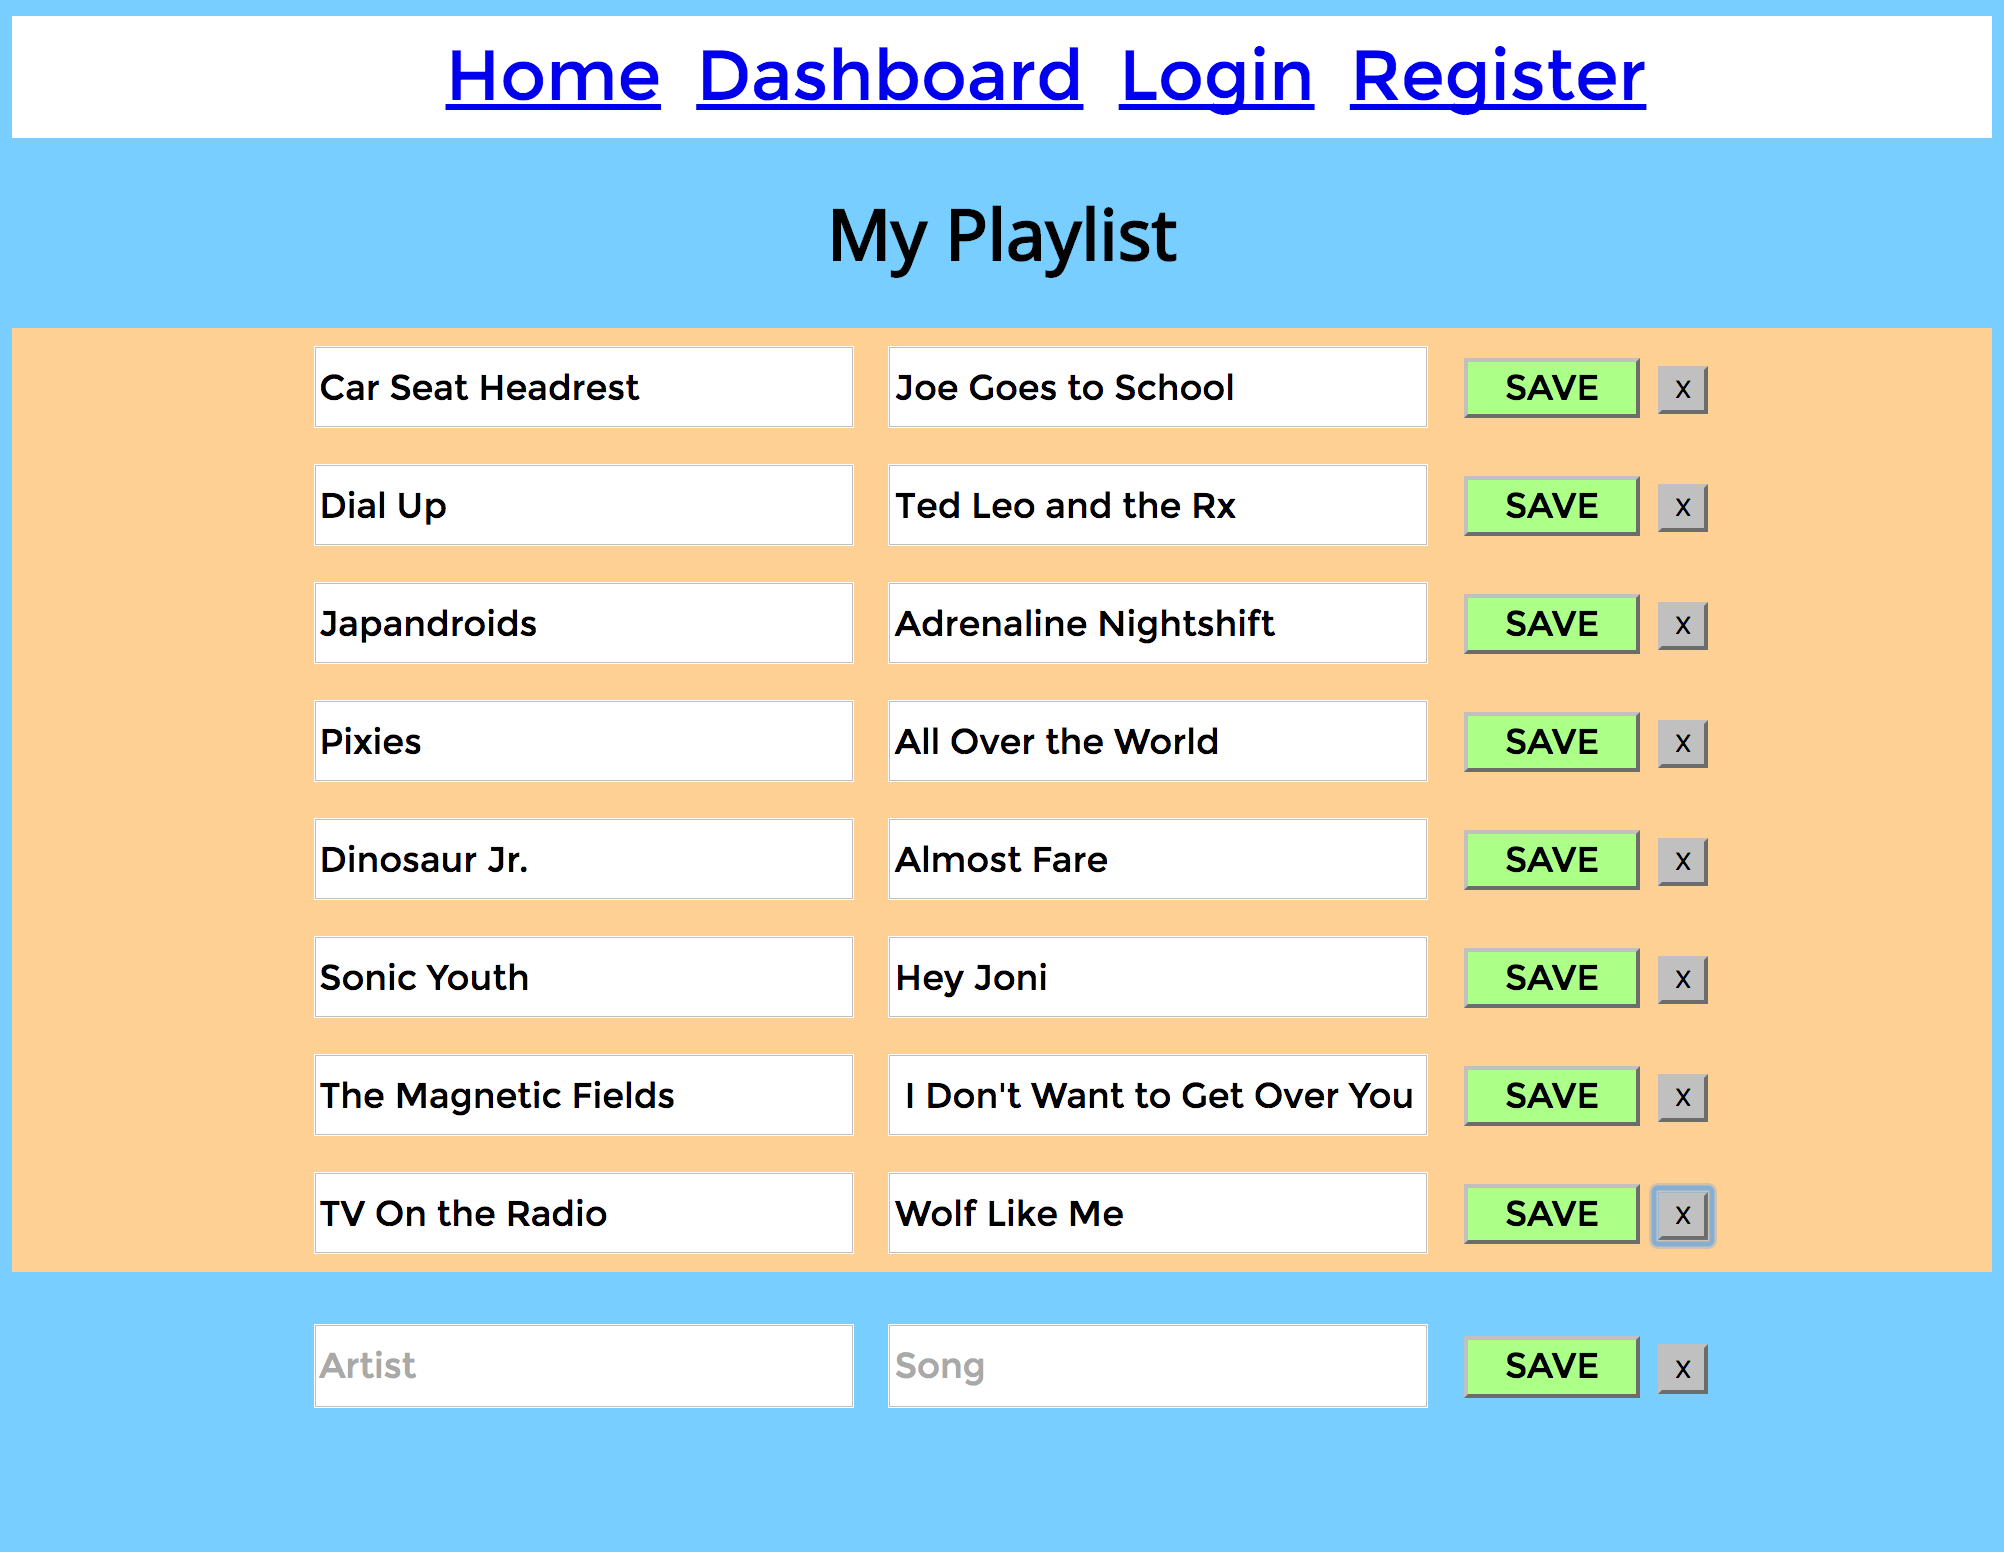 Home Dashboard Login Register
My Playlist
Car Seat Headrest Joe Goes to School SAVE x
Dial Up Ted Leo and the Rx SAVE x
Japandroids Adrenaline Nightshift SAVE x
Pixies All Over the World SAVE x
Dinosaur Jr. Almost Fare SAVE x
Sonic Youth Hey Joni SAVE x
The Magnetic Fields I Don't Want to Get Over You SAVE x
TV On the Radio Wolf Like Me SAVE x
Artist Song SAVE x